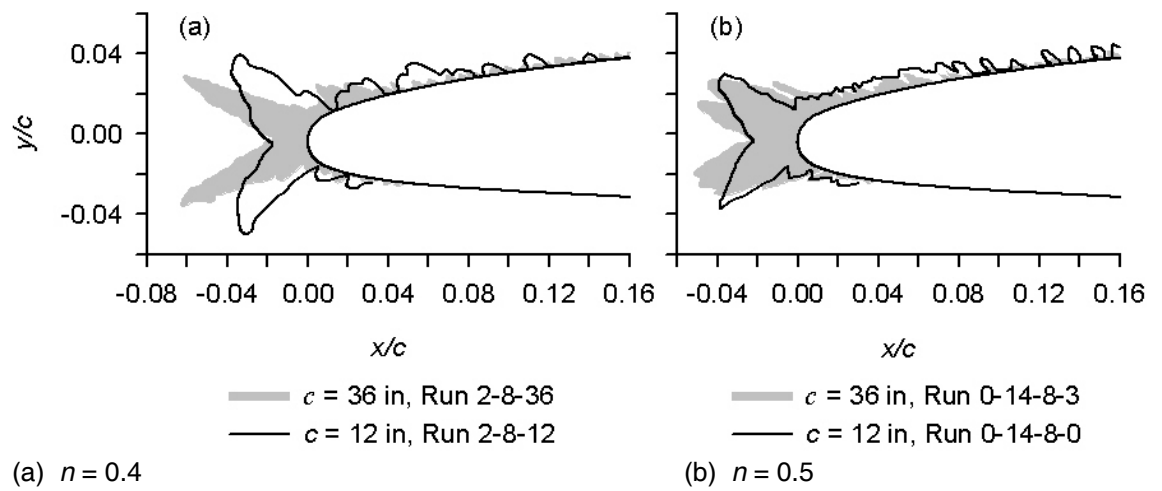 (a)
(b)
0.04
0.00
-0.04
y/c
-0.08 -0.04 0.00 0.04 0.08 0.12 0.16
-0.04 0.00 0.04 0.08 0.12 0.16
x/c
x/c
c = 36 in, Run 2-8-36
c = 12 in, Run 2-8-12
c = 36 in, Run 0-14-8-3
c = 12 in, Run 0-14-8-0
(a) n = 0.4
(b) n = 0.5